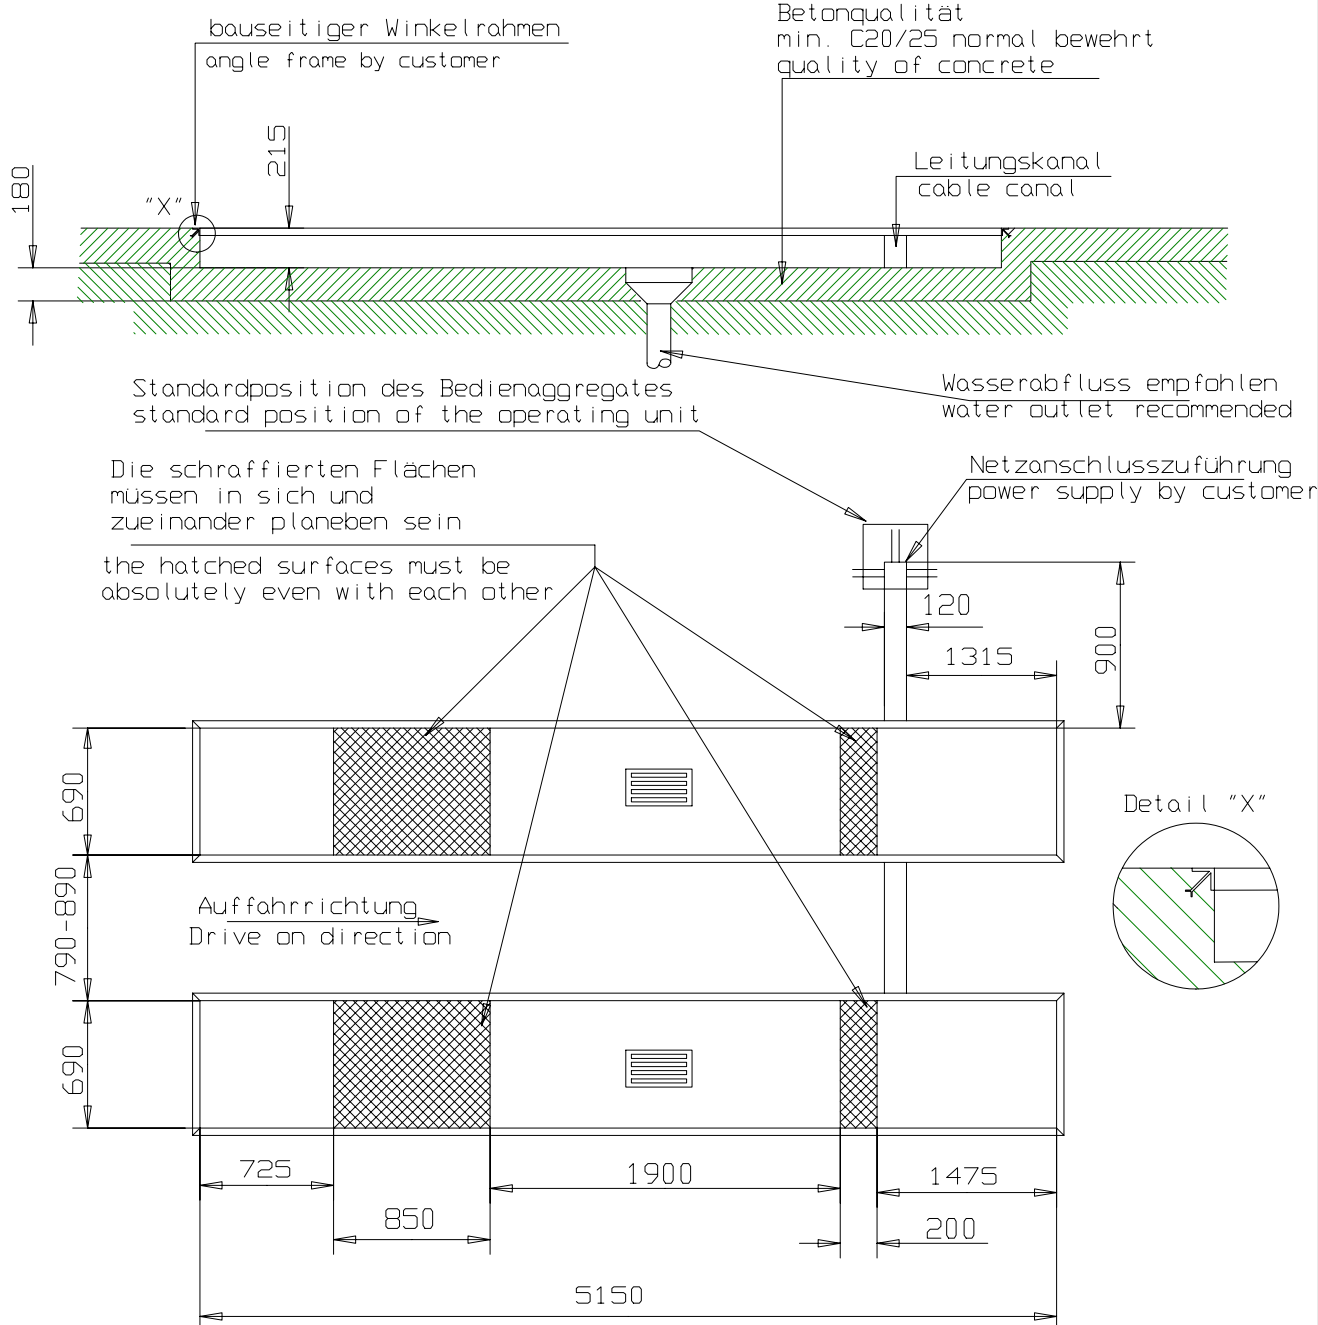 bauseitiger Winkelrahmen
angle frame by customer
Betonqualität
min. C20/25 normal bewehrt
quality of concrete
215
180
"X"
Leitungskanal
cable canal
Standardposition des Bedienaggregates
standard position of the operating unit
Wasserabfluss empfohlen
water outlet recommended
Die schraffierten Flächen
müssen in sich und
zueinander planeben sein
the hatched surfaces must be
absolutely even with each other
Netzanschlusszuführung
power supply by customer
120
1315
900
690
790-890
690
Auffahrrichtung
Drive on direction
Detail "X"
725
1900
1475
850
200
5150